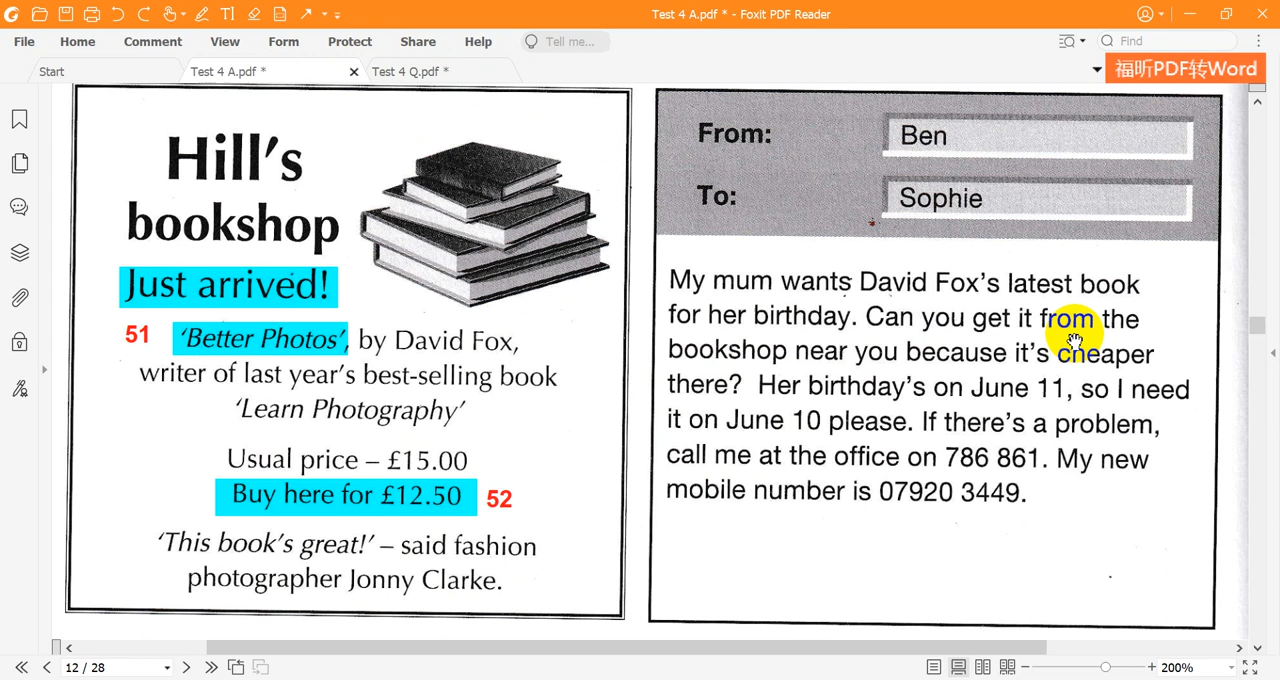 Test 4 A.pdf * - Foxit PDF Reader
File Home Comment View Form Protect Share Help Tell me... Find
Start Test 4 A.pdf * Test 4 Q.pdf *
福昕PDF转Word
Hill's
bookshop
Just arrived!
51 'Better Photos', by David Fox,
writer of last year's best-selling book
'Learn Photography'
Usual price – £15.00
Buy here for £12.50 52
'This book's great!' – said fashion
photographer Jonny Clarke.
From: Ben
To: Sophie
My mum wants David Fox's latest book
for her birthday. Can you get it from the
bookshop near you because it's cheaper
there? Her birthday's on June 11, so I need
it on June 10 please. If there's a problem,
call me at the office on 786 861. My new
mobile number is 07920 3449.
12 / 28
200%